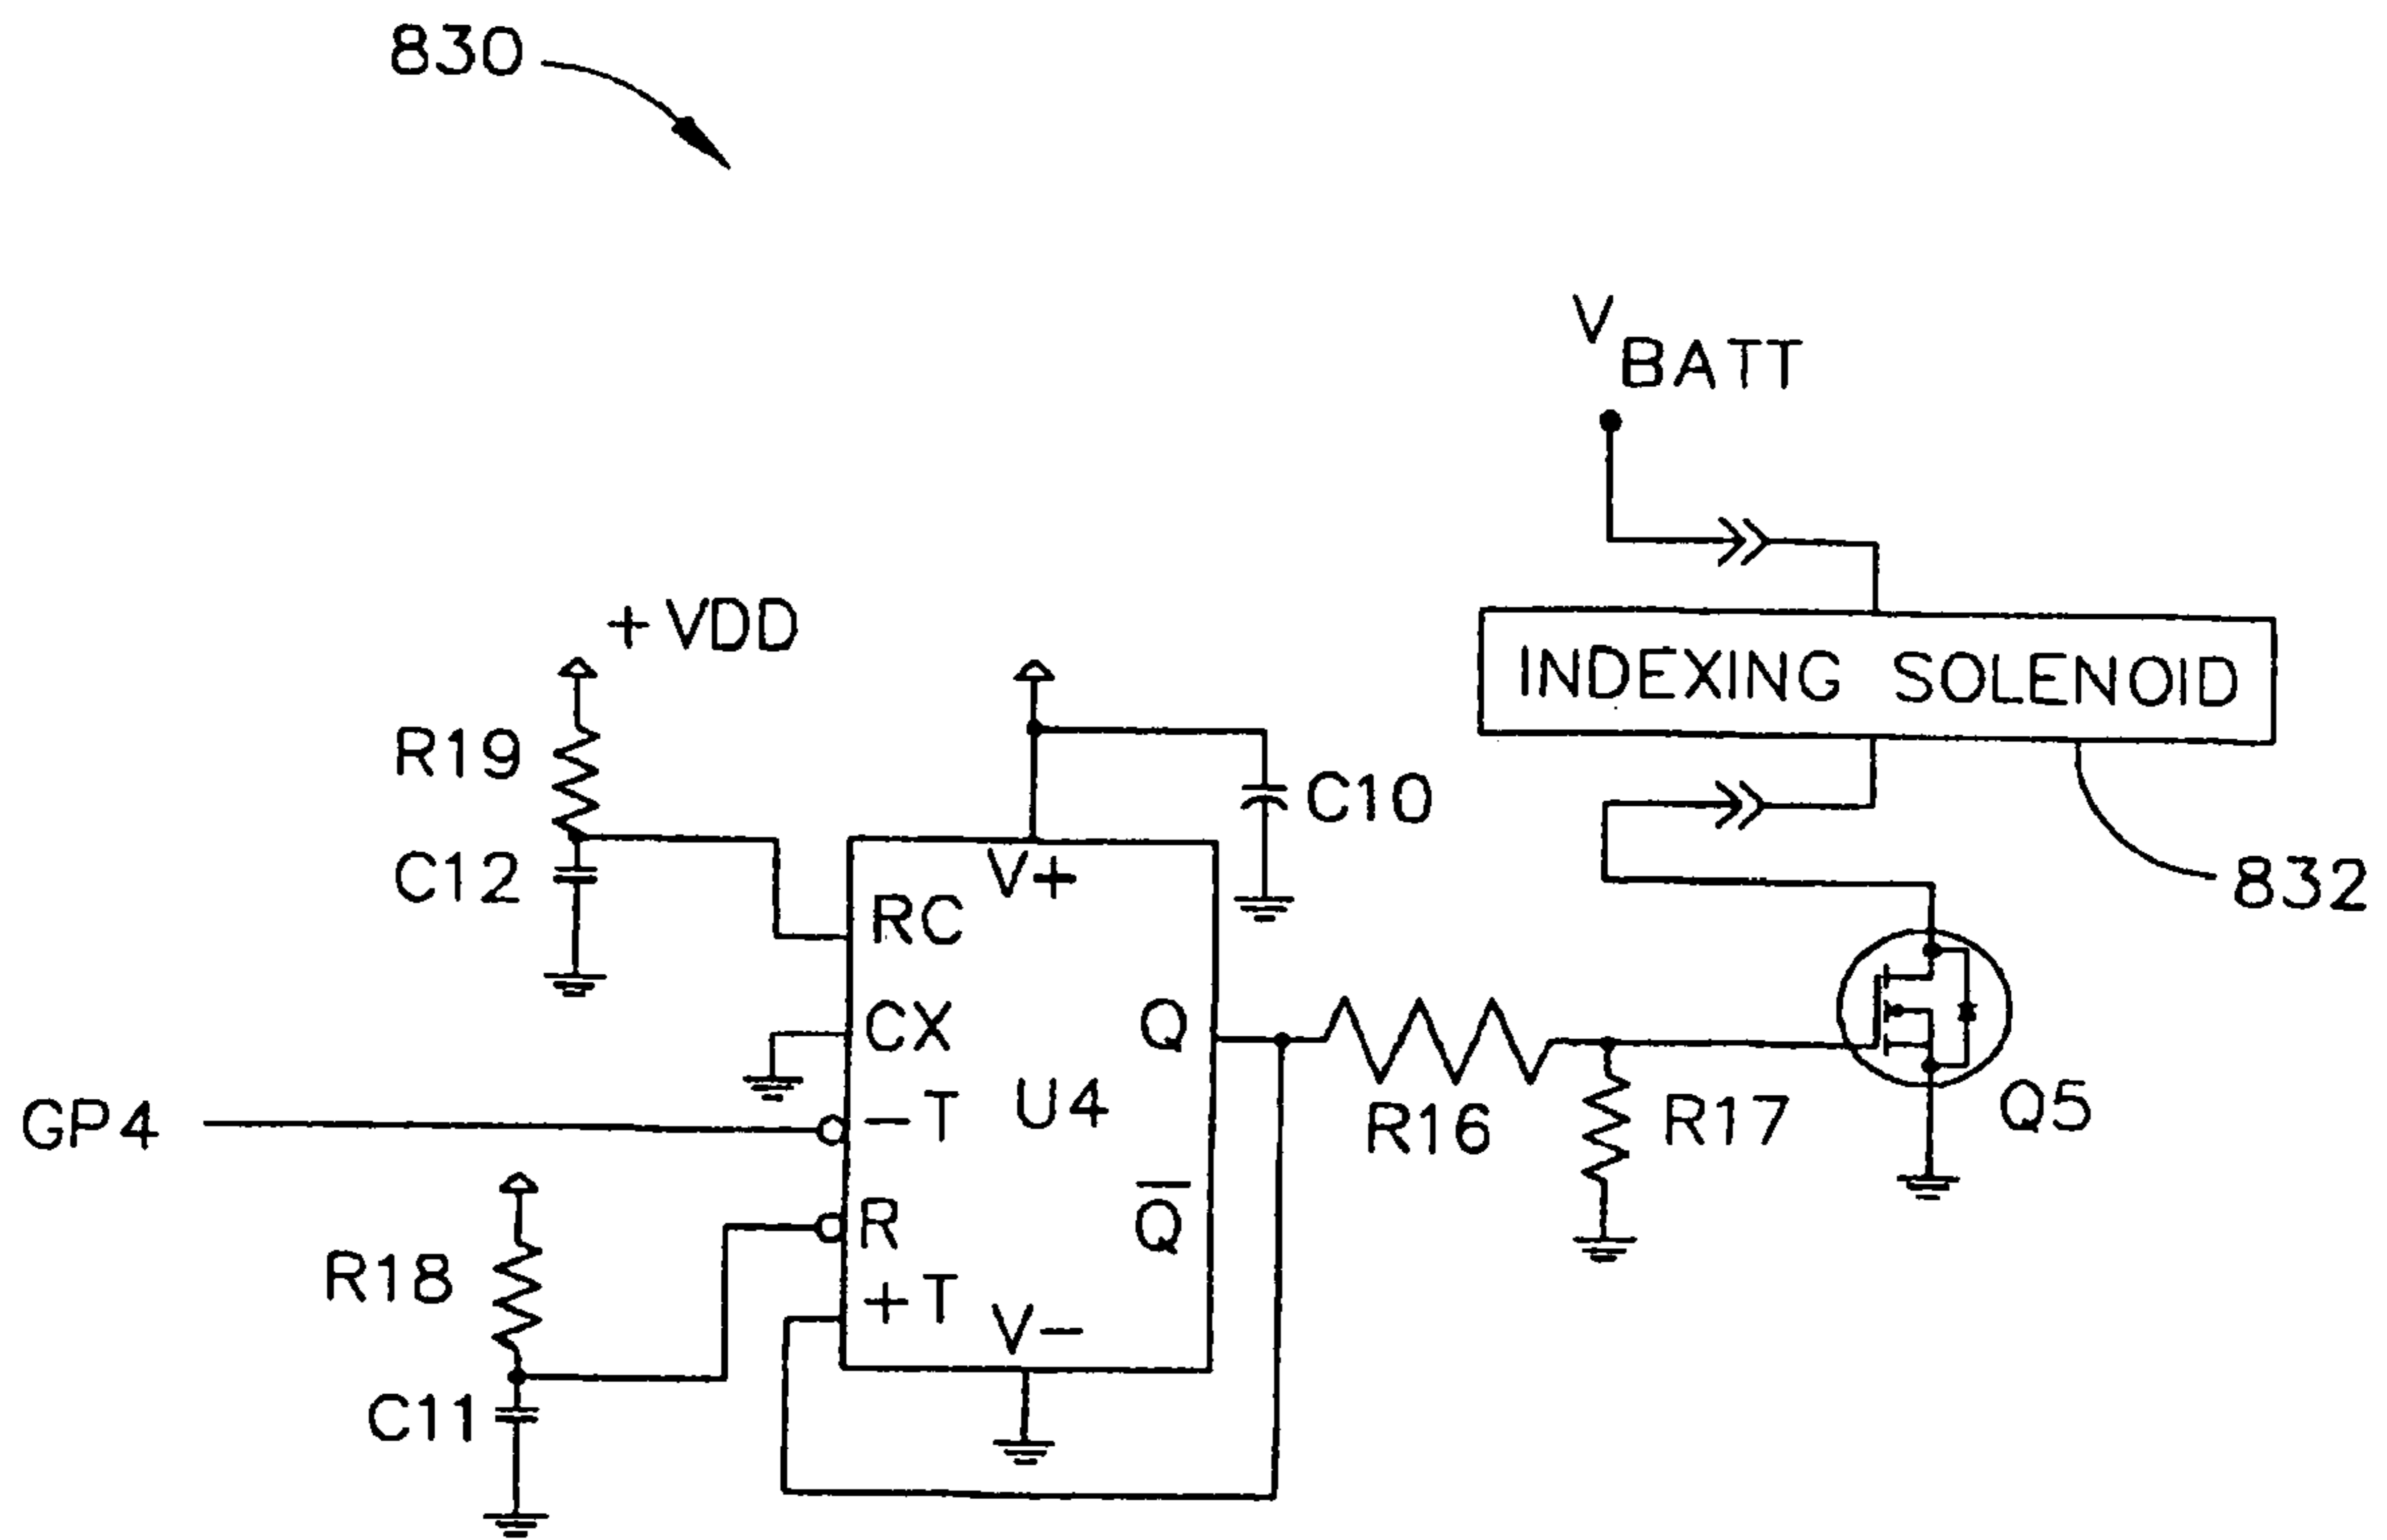 830
V BATT
+VDD
INDEXING SOLENOID
R19
C10
C12
V+
832
RC
CX
Q
GP4
-T
U4
R16
R17
Q5
R
Q̅
R18
+T
V-
C11